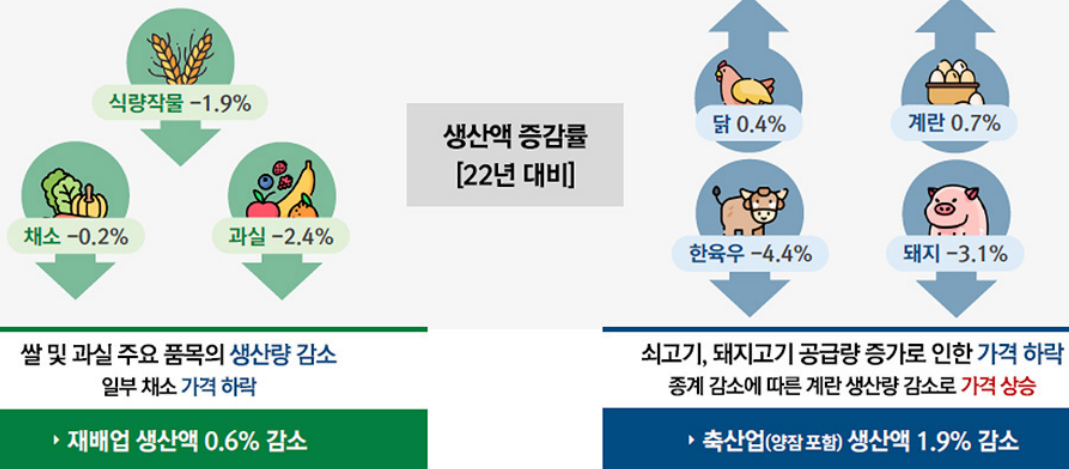 식량작물 -1.9%
채소 -0.2%
과실 -2.4%
쌀 및 과실 주요 품목의 생산량 감소
일부 채소 가격 하락
▸ 재배업 생산액 0.6% 감소
생산액 증감률
[22년 대비]
닭 0.4%
계란 0.7%
한육우 -4.4%
돼지 -3.1%
쇠고기, 돼지고기 공급량 증가로 인한 가격 하락
종계 감소에 따른 계란 생산량 감소로 가격 상승
▸ 축산업(양잠 포함) 생산액 1.9% 감소